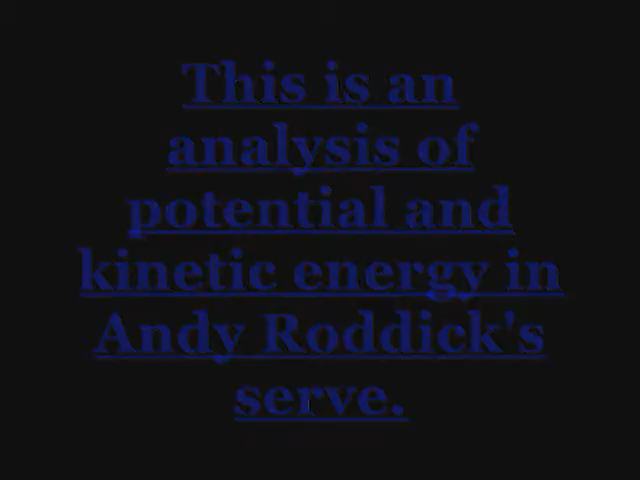 This is an
analysis of
potential and
kinetic energy in
Andy Roddick's
serve.